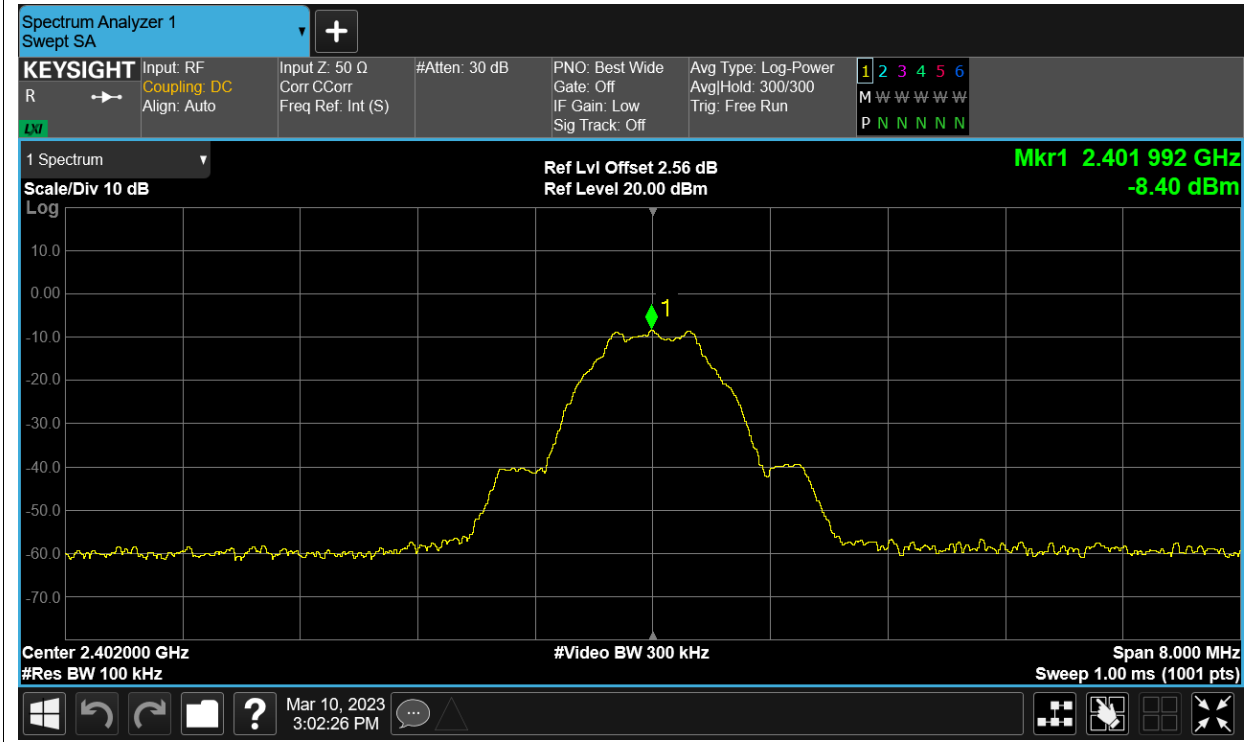 Spectrum Analyzer 1
Swept SA
KEYSIGHT
R
LXI
Input: RF
Coupling: DC
Align: Auto
Input Z: 50 Ω
Corr CCorr
Freq Ref: Int (S)
#Atten: 30 dB
PNO: Best Wide
Gate: Off
IF Gain: Low
Sig Track: Off
Avg Type: Log-Power
Avg|Hold: 300/300
Trig: Free Run
1 2 3 4 5 6
M W W W W W
P N N N N N
1 Spectrum
Scale/Div 10 dB
Log
Ref Lvl Offset 2.56 dB
Ref Level 20.00 dBm
Mkr1 2.401 992 GHz
-8.40 dBm
10.0
0.00
-10.0
-20.0
-30.0
-40.0
-50.0
-60.0
-70.0
1
Center 2.402000 GHz
#Res BW 100 kHz
#Video BW 300 kHz
Span 8.000 MHz
Sweep 1.00 ms (1001 pts)
?
Mar 10, 2023
3:02:26 PM